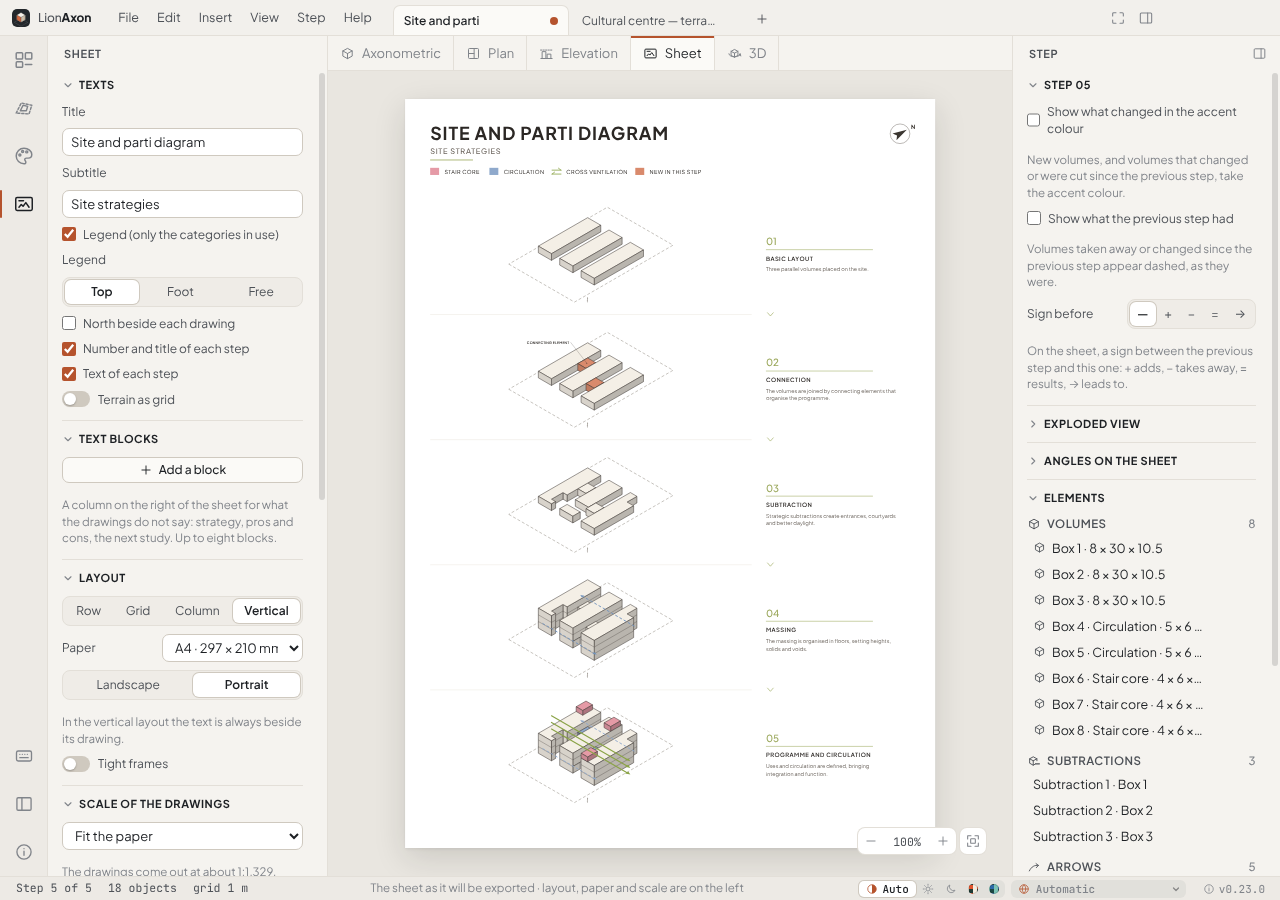 LionAxon File Edit Insert View Step Help Site and parti Cultural centre — terra... +
SHEET
TEXTS
Title
Site and parti diagram
Subtitle
Site strategies
Legend (only the categories in use)
Legend
Top Foot Free
North beside each drawing
Number and title of each step
Text of each step
Terrain as grid
TEXT BLOCKS
+ Add a block
A column on the right of the sheet for what
the drawings do not say: strategy, pros and
cons, the next study. Up to eight blocks.
LAYOUT
Row Grid Column Vertical
Paper A4 · 297 × 210 mm
Landscape Portrait
In the vertical layout the text is always beside
its drawing.
Tight frames
SCALE OF THE DRAWINGS
Fit the paper
The drawings come out at about 1:1,329.
Axonometric Plan Elevation Sheet 3D
SITE AND PARTI DIAGRAM
N
SITE STRATEGIES
STAIR CORE CIRCULATION CROSS VENTILATION NEW IN THIS STEP
01
BASIC LAYOUT
Three parallel volumes placed on the site.
CONNECTING ELEMENT
02
CONNECTION
The volumes are joined by connecting elements that
organise the programme.
03
SUBTRACTION
Strategic subtractions create entrances, courtyards
and better daylight.
04
MASSING
The massing is organised in floors, setting heights,
solids and voids.
05
PROGRAMME AND CIRCULATION
Uses and circulation are defined, bringing
integration and function.
− 100% +
STEP
STEP 05
Show what changed in the accent
colour
New volumes, and volumes that changed
or were cut since the previous step, take
the accent colour.
Show what the previous step had
Volumes taken away or changed since the
previous step appear dashed, as they
were.
Sign before — + − = →
On the sheet, a sign between the previous
step and this one: + adds, − takes away, =
results, → leads to.
EXPLODED VIEW
ANGLES ON THE SHEET
ELEMENTS
VOLUMES 8
Box 1 · 8 × 30 × 10.5
Box 2 · 8 × 30 × 10.5
Box 3 · 8 × 30 × 10.5
Box 4 · Circulation · 5 × 6 ...
Box 5 · Circulation · 5 × 6 ...
Box 6 · Stair core · 4 × 6 ×...
Box 7 · Stair core · 4 × 6 × ...
Box 8 · Stair core · 4 × 6 ×...
SUBTRACTIONS 3
Subtraction 1 · Box 1
Subtraction 2 · Box 2
Subtraction 3 · Box 3
ARROWS 5
Step 5 of 5 18 objects grid 1 m The sheet as it will be exported · layout, paper and scale are on the left Auto Automatic v0.23.0